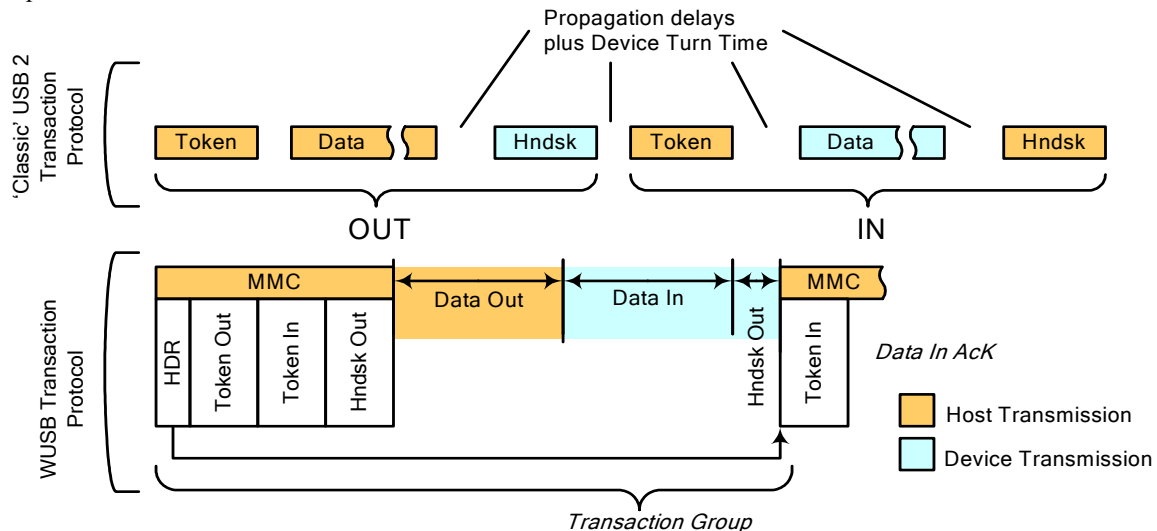 Propagation delays
plus Device Turn Time
'Classic' USB 2
Transaction
Protocol
Token
Data
Hndsk
Token
Data
Hndsk
OUT
IN
WUSB Transaction
Protocol
MMC
Data Out
Data In
Hndsk Out
MMC
HDR
Token Out
Token In
Hndsk Out
Token In
Data In AcK
Host Transmission
Device Transmission
Transaction Group